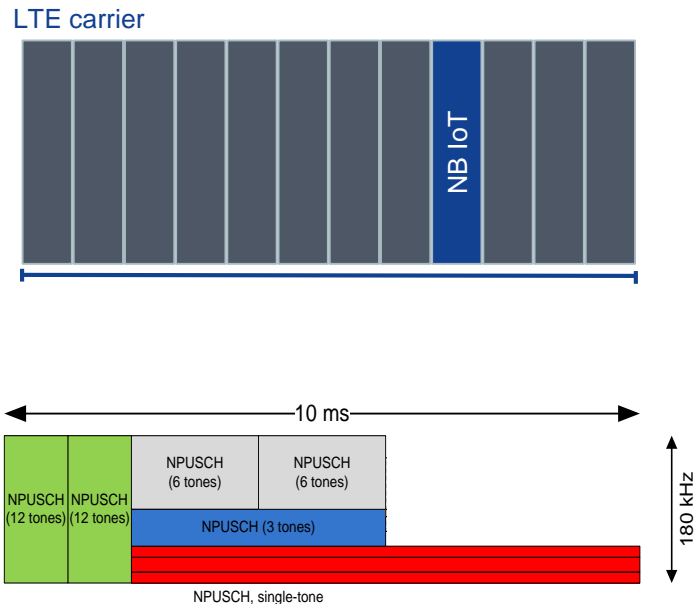 LTE carrier
NB IoT
10 ms
NPUSCH
(12 tones)
NPUSCH
(12 tones)
NPUSCH
(6 tones)
NPUSCH
(6 tones)
NPUSCH (3 tones)
180 kHz
NPUSCH, single-tone